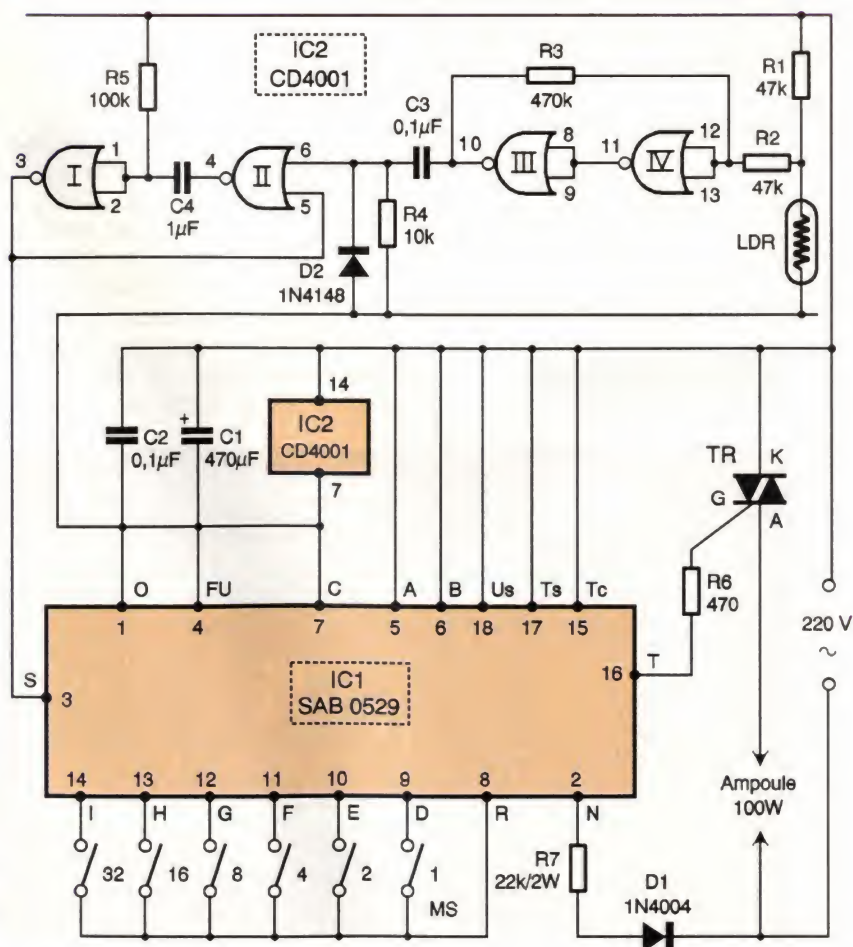 IC2
CD4001
R5
100k
R3
470k
R1
47k
C3
0,1µF
3
I
1
2
4
II
6
5
10
III
8
9
11
IV
12
13
R2
47k
C4
1µF
R4
10k
D2
1N4148
LDR
14
IC2
CD4001
7
C2
0,1µF
+
C1
470µF
TR
K
G
A
R6
470
220 V
~
O
FU
C
A
B
Us
Ts
Tc
1
4
7
5
6
18
17
15
S
3
IC1
SAB 0529
16
T
14
13
12
11
10
9
8
2
I
H
G
F
E
D
R
N
32
16
8
4
2
1
MS
R7
22k/2W
D1
1N4004
Ampoule
100W